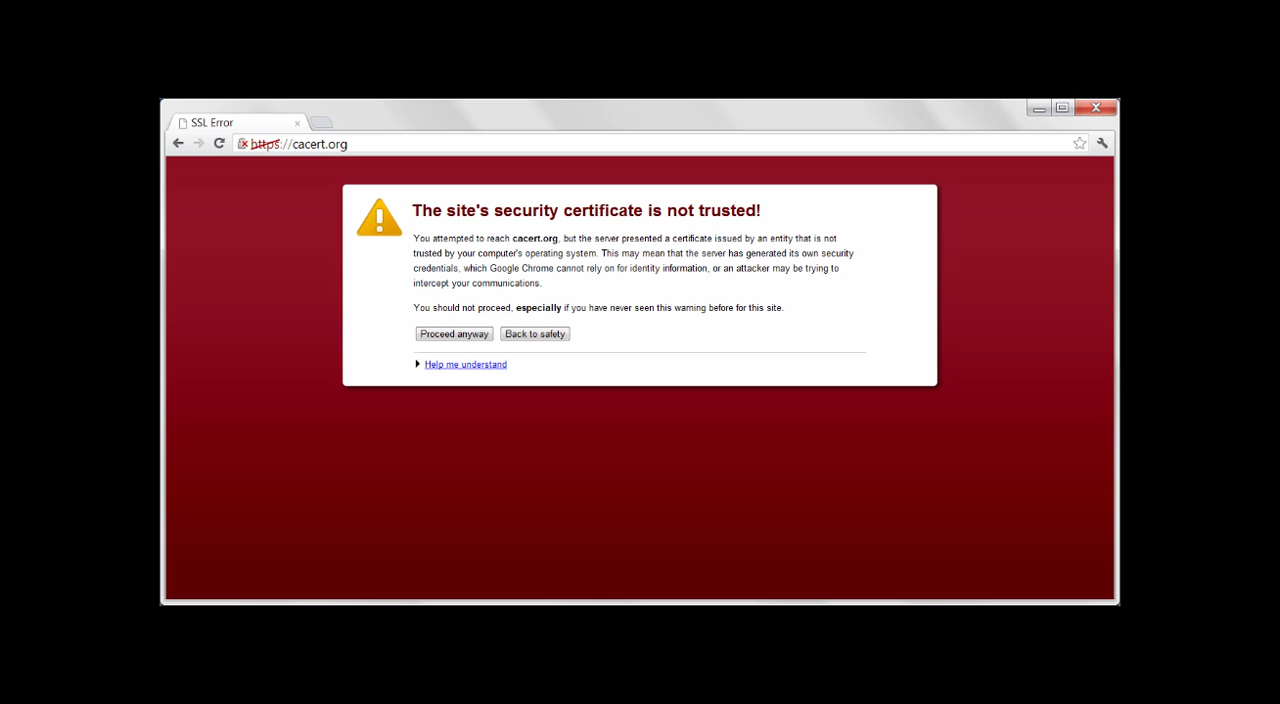 SSL Error
https://cacert.org
The site's security certificate is not trusted!
You attempted to reach cacert.org, but the server presented a certificate issued by an entity that is not
trusted by your computer's operating system. This may mean that the server has generated its own security
credentials, which Google Chrome cannot rely on for identity information, or an attacker may be trying to
intercept your communications.
You should not proceed, especially if you have never seen this warning before for this site.
Proceed anyway Back to safety
Help me understand